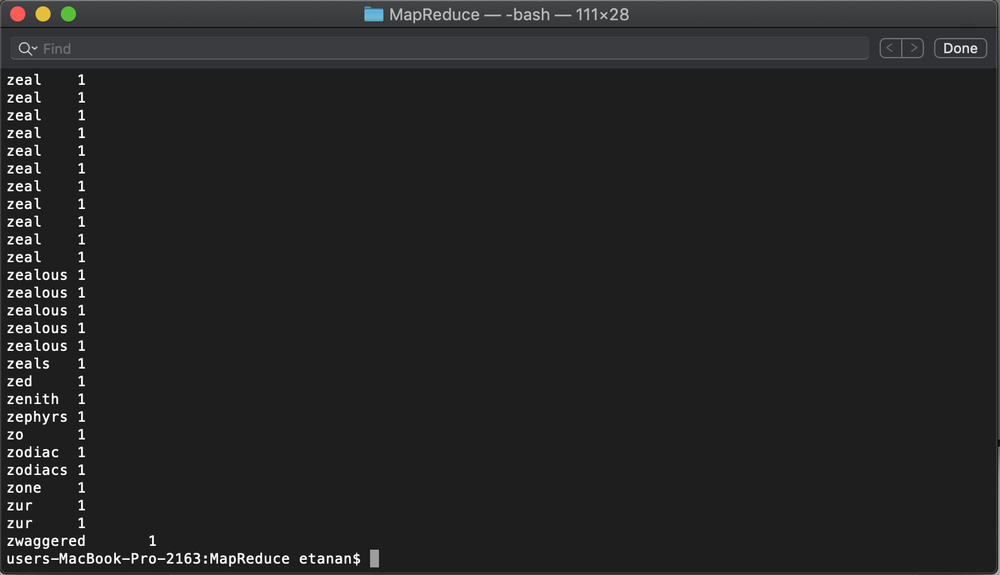 MapReduce — -bash — 111×28
Find < > Done
zeal 1
zeal 1
zeal 1
zeal 1
zeal 1
zeal 1
zeal 1
zeal 1
zeal 1
zeal 1
zeal 1
zealous 1
zealous 1
zealous 1
zealous 1
zealous 1
zeals 1
zed 1
zenith 1
zephyrs 1
zo 1
zodiac 1
zodiacs 1
zone 1
zur 1
zur 1
zwaggered 1
users-MacBook-Pro-2163:MapReduce etanan$